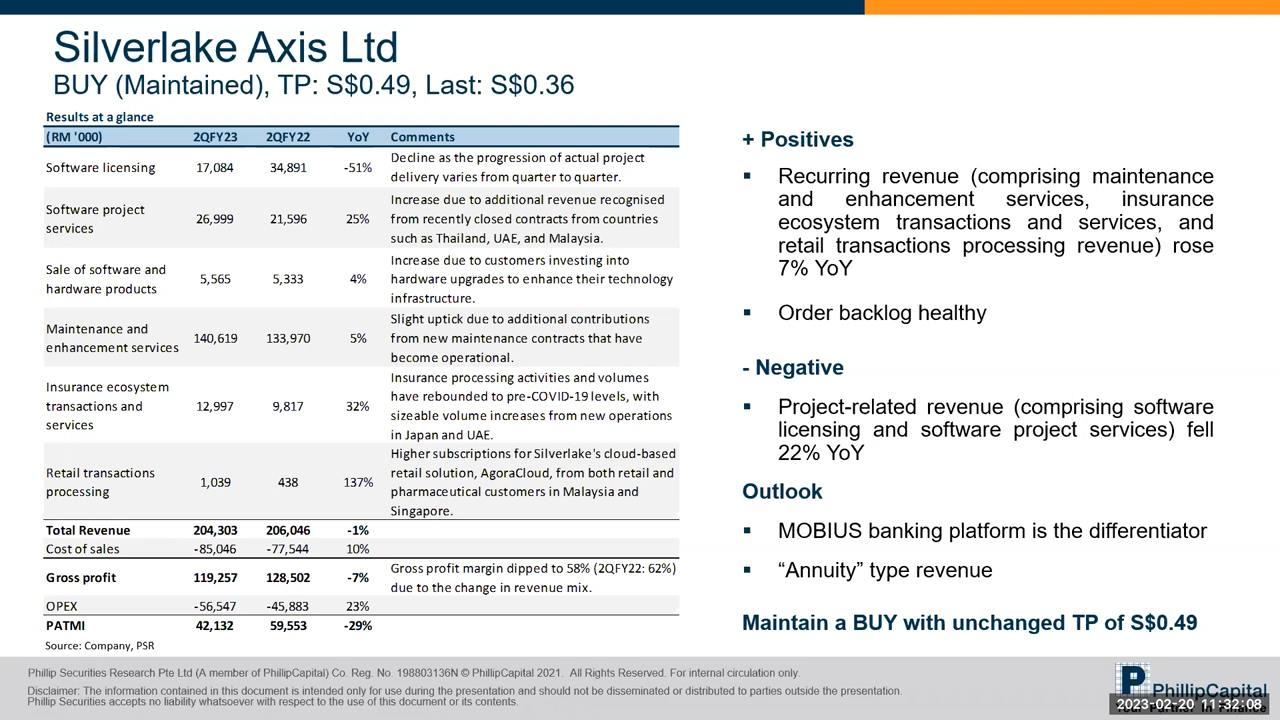 Silverlake Axis Ltd
BUY (Maintained), TP: S$0.49, Last: S$0.36
Results at a glance
(RM '000) 2QFY23 2QFY22 YoY Comments
Software licensing 17,084 34,891 -51% Decline as the progression of actual project
delivery varies from quarter to quarter.
Software project
services 26,999 21,596 25% Increase due to additional revenue recognised
from recently closed contracts from countries
such as Thailand, UAE, and Malaysia.
Sale of software and
hardware products 5,565 5,333 4% Increase due to customers investing into
hardware upgrades to enhance their technology
infrastructure.
Maintenance and
enhancement services 140,619 133,970 5% Slight uptick due to additional contributions
from new maintenance contracts that have
become operational.
Insurance ecosystem
transactions and
services 12,997 9,817 32% Insurance processing activities and volumes
have rebounded to pre-COVID-19 levels, with
sizeable volume increases from new operations
in Japan and UAE.
Retail transactions
processing 1,039 438 137% Higher subscriptions for Silverlake's cloud-based
retail solution, AgoraCloud, from both retail and
pharmaceutical customers in Malaysia and
Singapore.
Total Revenue 204,303 206,046 -1%
Cost of sales -85,046 -77,544 10%
Gross profit 119,257 128,502 -7% Gross profit margin dipped to 58% (2QFY22: 62%)
due to the change in revenue mix.
OPEX -56,547 -45,883 23%
PATMI 42,132 59,553 -29%
Source: Company, PSR
+ Positives
▪ Recurring revenue (comprising maintenance
and enhancement services, insurance
ecosystem transactions and services, and
retail transactions processing revenue) rose
7% YoY
▪ Order backlog healthy
- Negative
▪ Project-related revenue (comprising software
licensing and software project services) fell
22% YoY
Outlook
▪ MOBIUS banking platform is the differentiator
▪ “Annuity” type revenue
Maintain a BUY with unchanged TP of S$0.49
Phillip Securities Research Pte Ltd (A member of PhillipCapital) Co. Reg. No. 198803136N © PhillipCapital 2021. All Rights Reserved. For internal circulation only.
Disclaimer: The information contained in this document is intended only for use during the presentation and should not be disseminated or distributed to parties outside the presentation.
Phillip Securities accepts no liability whatsoever with respect to the use of this document or its contents.
PhillipCapital
Your Partner In Finance
2023-02-20 11:32:08